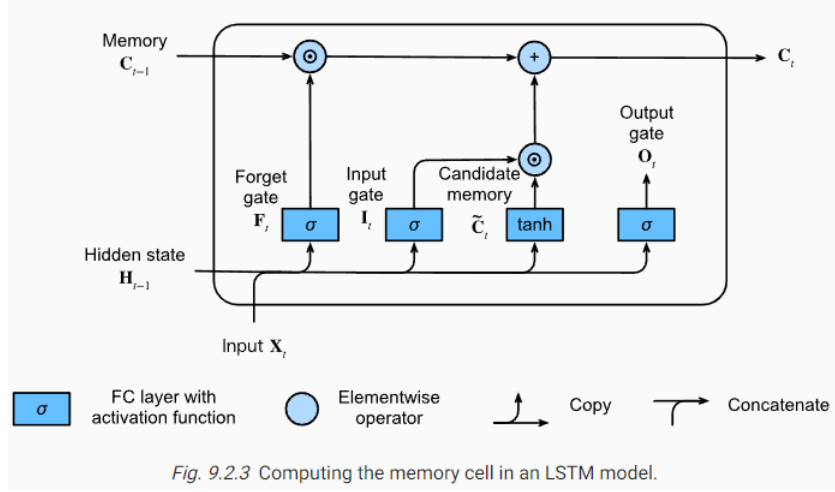 Memory
C_{t−1}
⊙
+
C_t
Output
gate
O_t
⊙
Forget
gate
F_t
σ
Input
gate
I_t
σ
Candidate
memory
C̃_t
tanh
σ
Hidden state
H_{t−1}
Input X_t
σ
FC layer with
activation function
Elementwise
operator
Copy
Concatenate
Fig. 9.2.3 Computing the memory cell in an LSTM model.